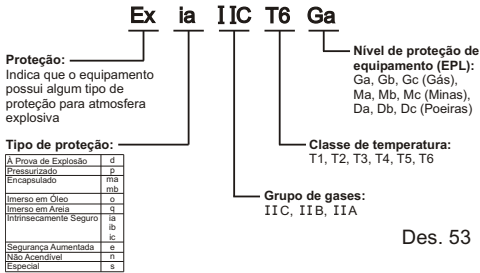 Ex ia IIC T6 Ga
Proteção:
Indica que o equipamento
possui algum tipo de
proteção para atmosfera
explosiva
Nível de proteção de
equipamento (EPL):
Ga, Gb, Gc (Gás),
Ma, Mb, Mc (Minas),
Da, Db, Dc (Poeiras)
Tipo de proteção:
À Prova de Explosão d
Pressurizado p
Encapsulado ma
mb
Imerso em Óleo o
Imerso em Areia q
Intrinsecamente Seguro ia
ib
ic
Segurança Aumentada e
Não Acendível n
Especial s
Classe de temperatura:
T1, T2, T3, T4, T5, T6
Grupo de gases:
IIC, IIB, IIA
Des. 53